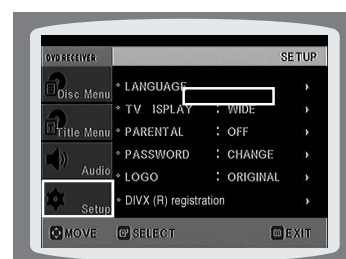 DVD RECEIVER SETUP
Disc Menu
Title Menu
Audio
Setup
LANGUAGE ›
TV ISPLAY : WIDE ›
PARENTAL : OFF ›
PASSWORD : CHANGE ›
LOGO : ORIGINAL ›
DIVX (R) registration ›
MOVE SELECT EXIT